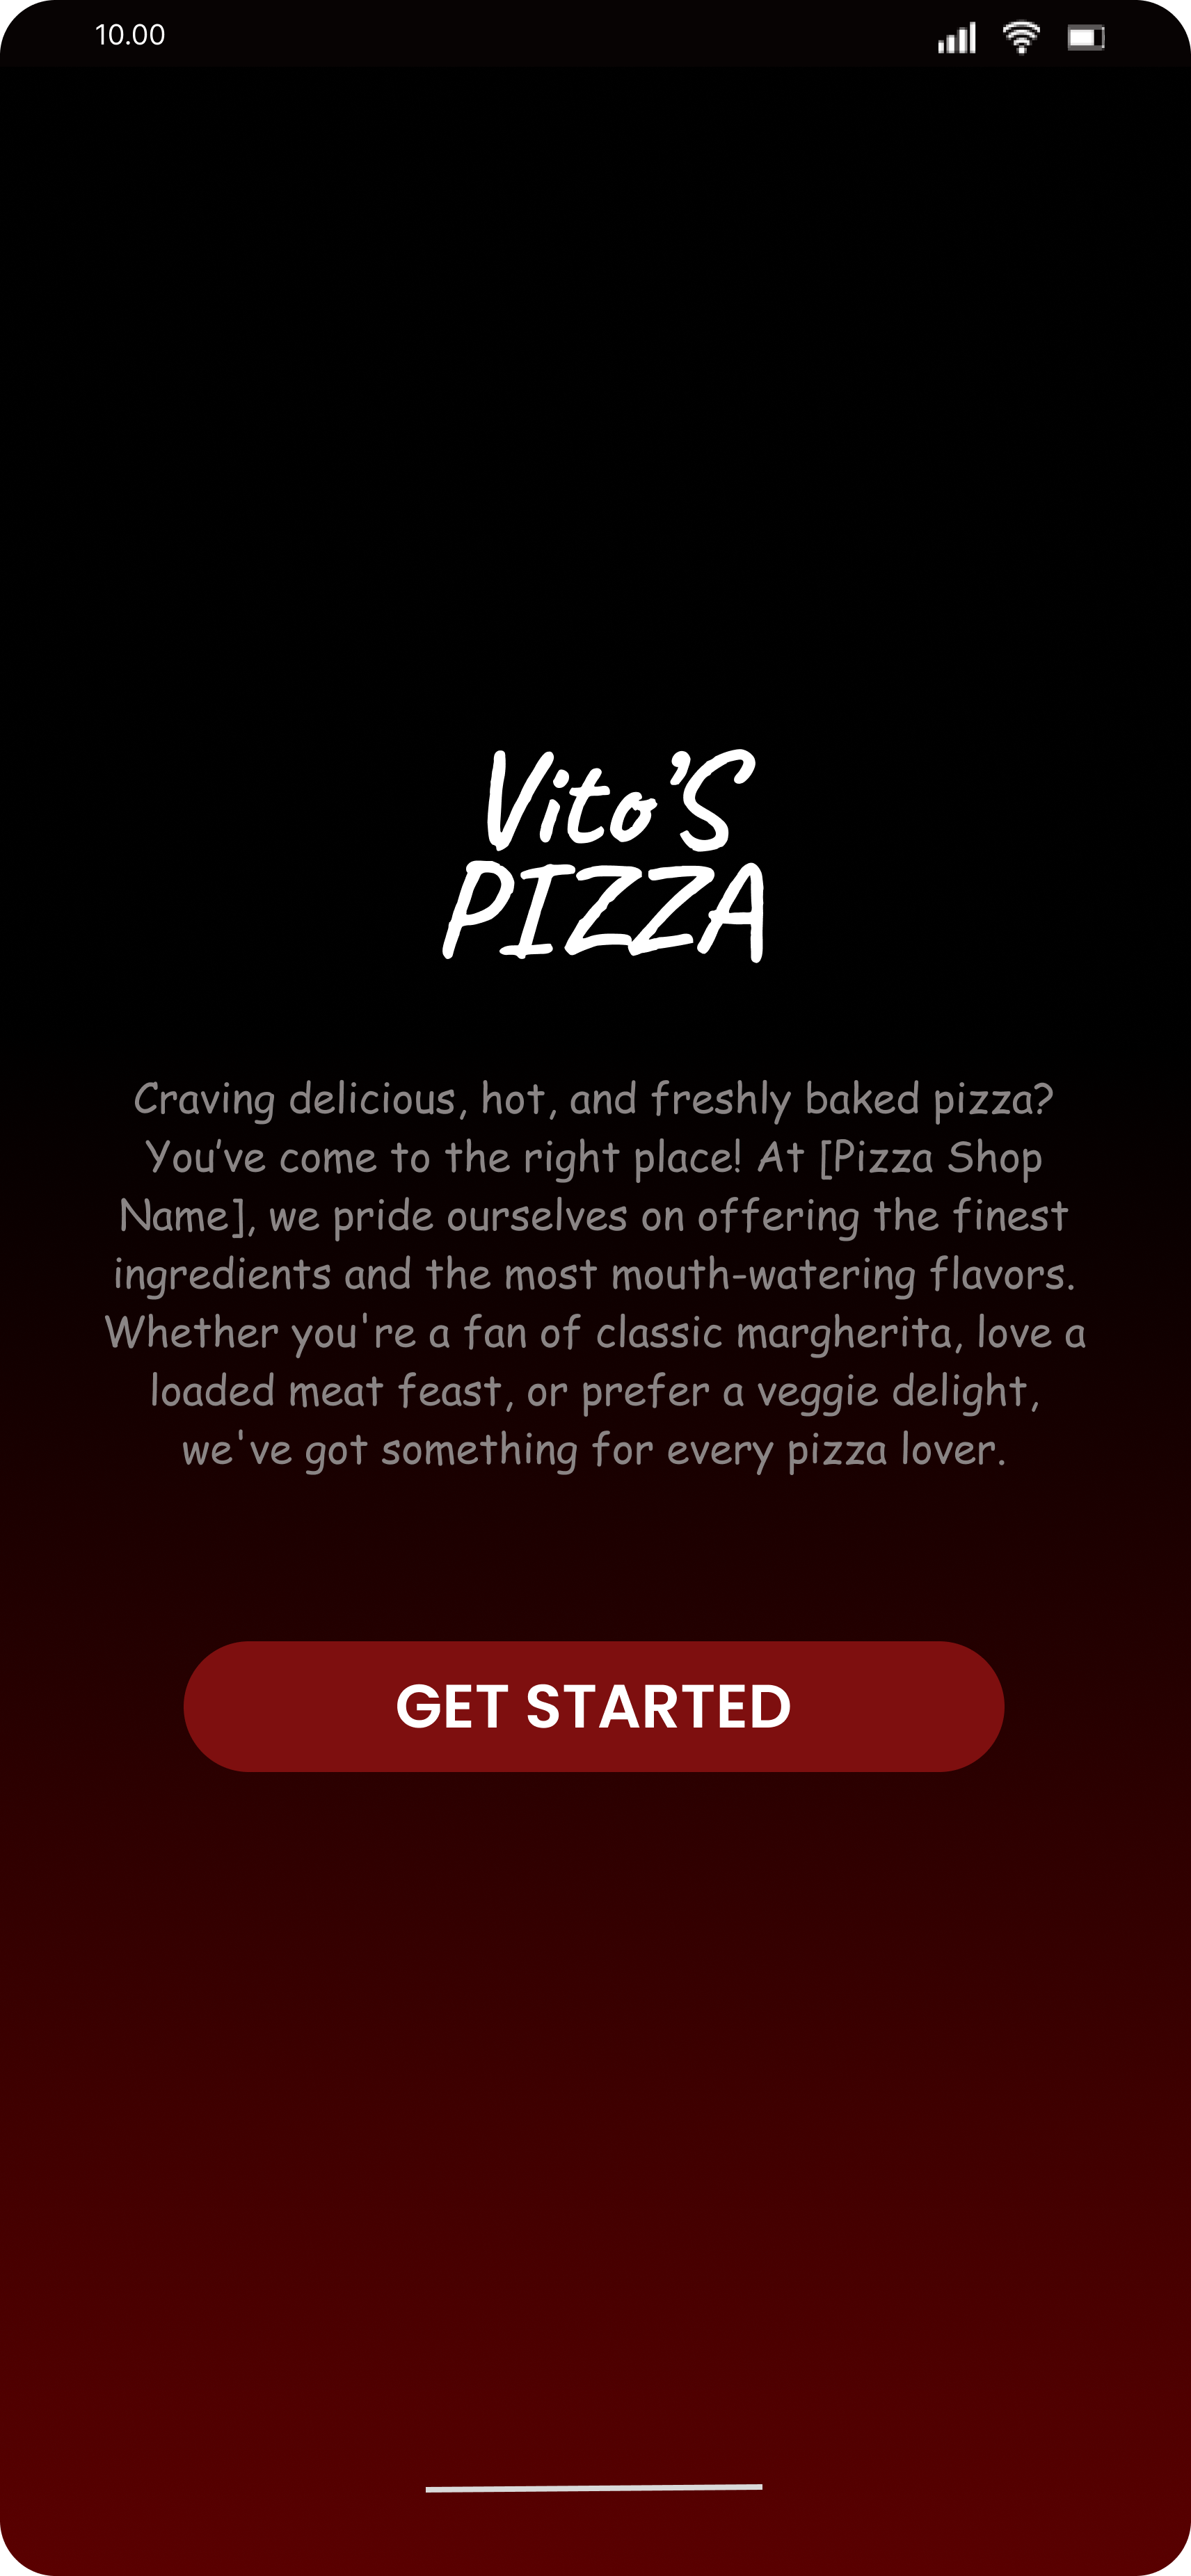 10.00
Vito’S
PIZZA
Craving delicious, hot, and freshly baked pizza?
You’ve come to the right place! At [Pizza Shop
Name], we pride ourselves on offering the finest
ingredients and the most mouth-watering flavors.
Whether you're a fan of classic margherita, love a
loaded meat feast, or prefer a veggie delight,
we've got something for every pizza lover.
GET STARTED